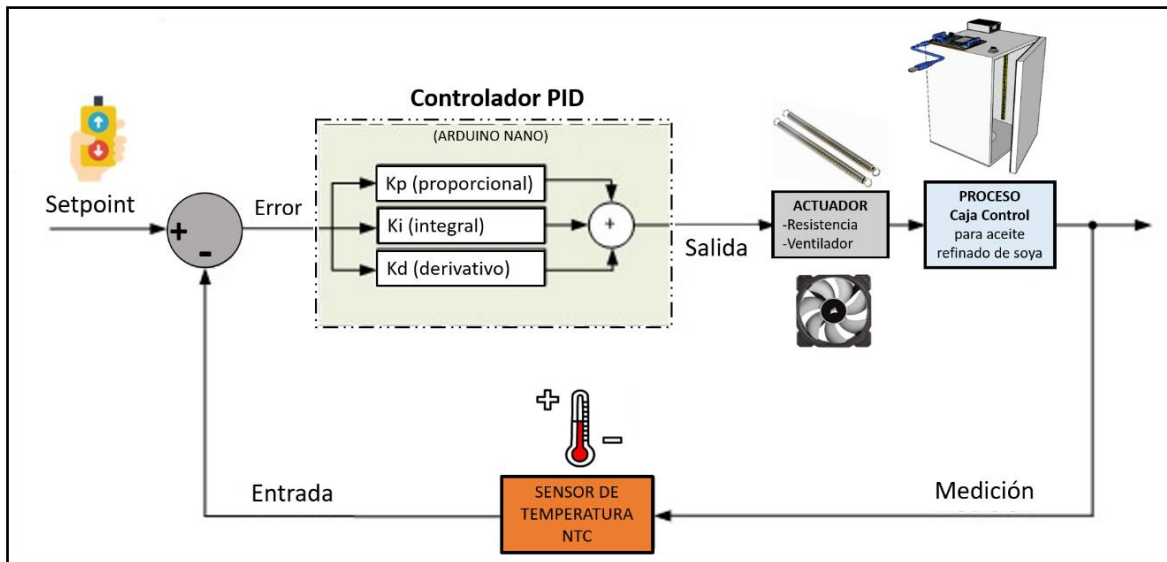 Controlador PID
(ARDUINO NANO)
Setpoint
+
-
Error
Kp (proporcional)
Ki (integral)
Kd (derivativo)
+
Salida
ACTUADOR
-Resistencia
-Ventilador
PROCESO
Caja Control
para aceite
refinado de soya
Entrada
SENSOR DE
TEMPERATURA
NTC
Medición